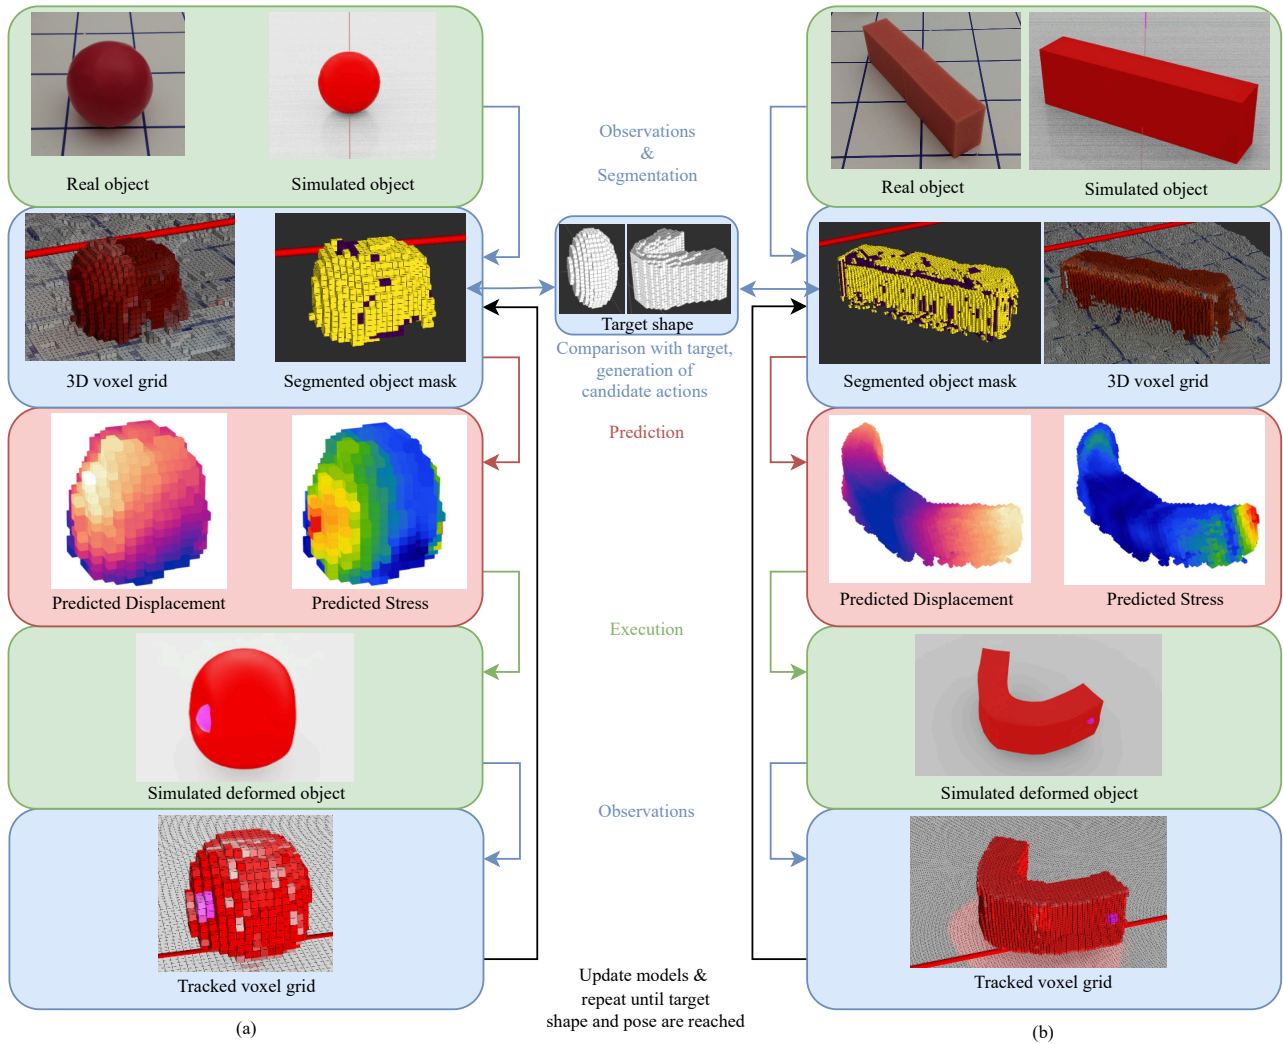 Real object
Simulated object
Observations
&
Segmentation
Real object
Simulated object
3D voxel grid
Segmented object mask
Target shape
Comparison with target,
generation of
candidate actions
Segmented object mask
3D voxel grid
Prediction
Predicted Displacement
Predicted Stress
Predicted Displacement
Predicted Stress
Execution
Simulated deformed object
Simulated deformed object
Observations
Tracked voxel grid
Tracked voxel grid
Update models &
repeat until target
shape and pose are reached
(a)
(b)